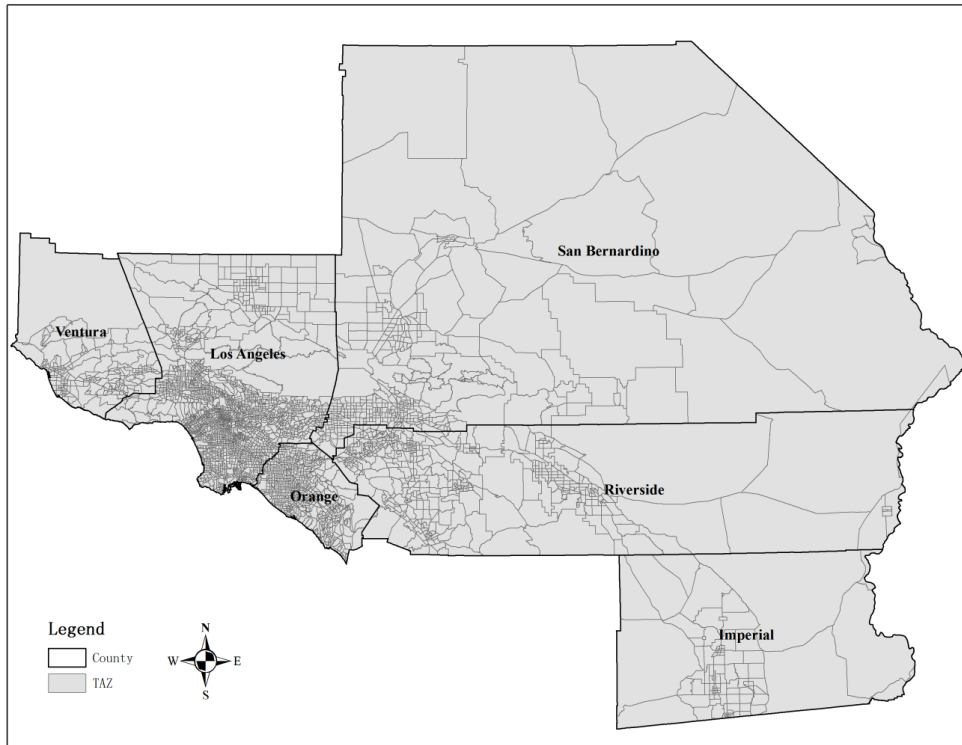 San Bernardino
Ventura
Los Angeles
Riverside
Orange
Imperial
Legend
County
TAZ
N
W E
S